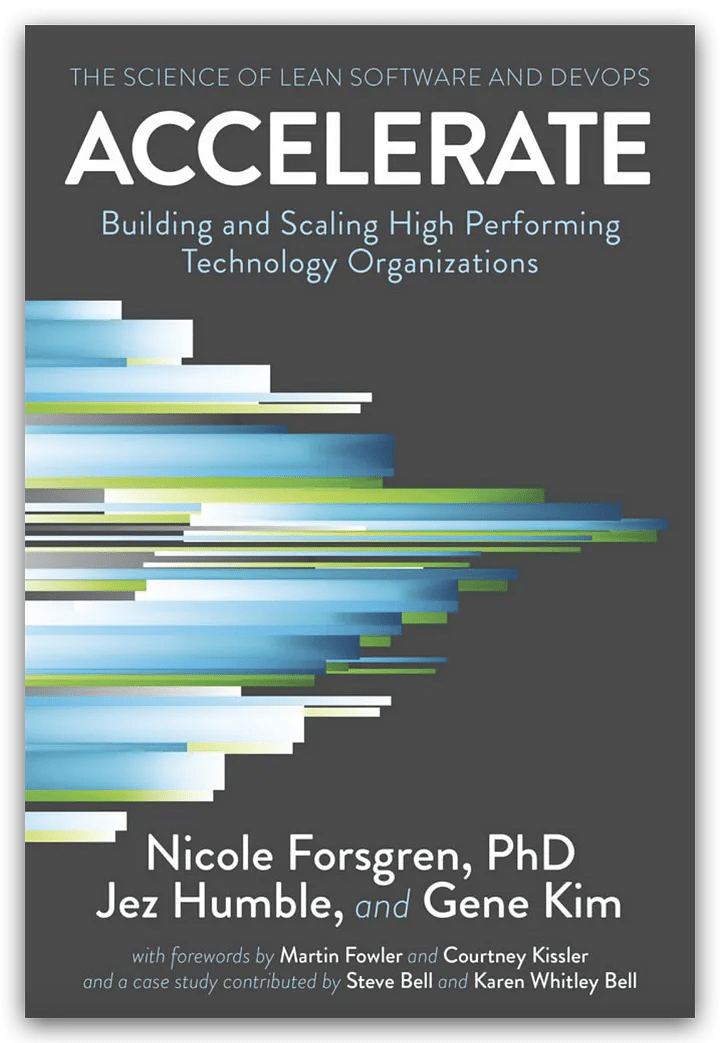 THE SCIENCE OF LEAN SOFTWARE AND DEVOPS
ACCELERATE
Building and Scaling High Performing
Technology Organizations
Nicole Forsgren, PhD
Jez Humble, and Gene Kim
with forewords by Martin Fowler and Courtney Kissler
and a case study contributed by Steve Bell and Karen Whitley Bell